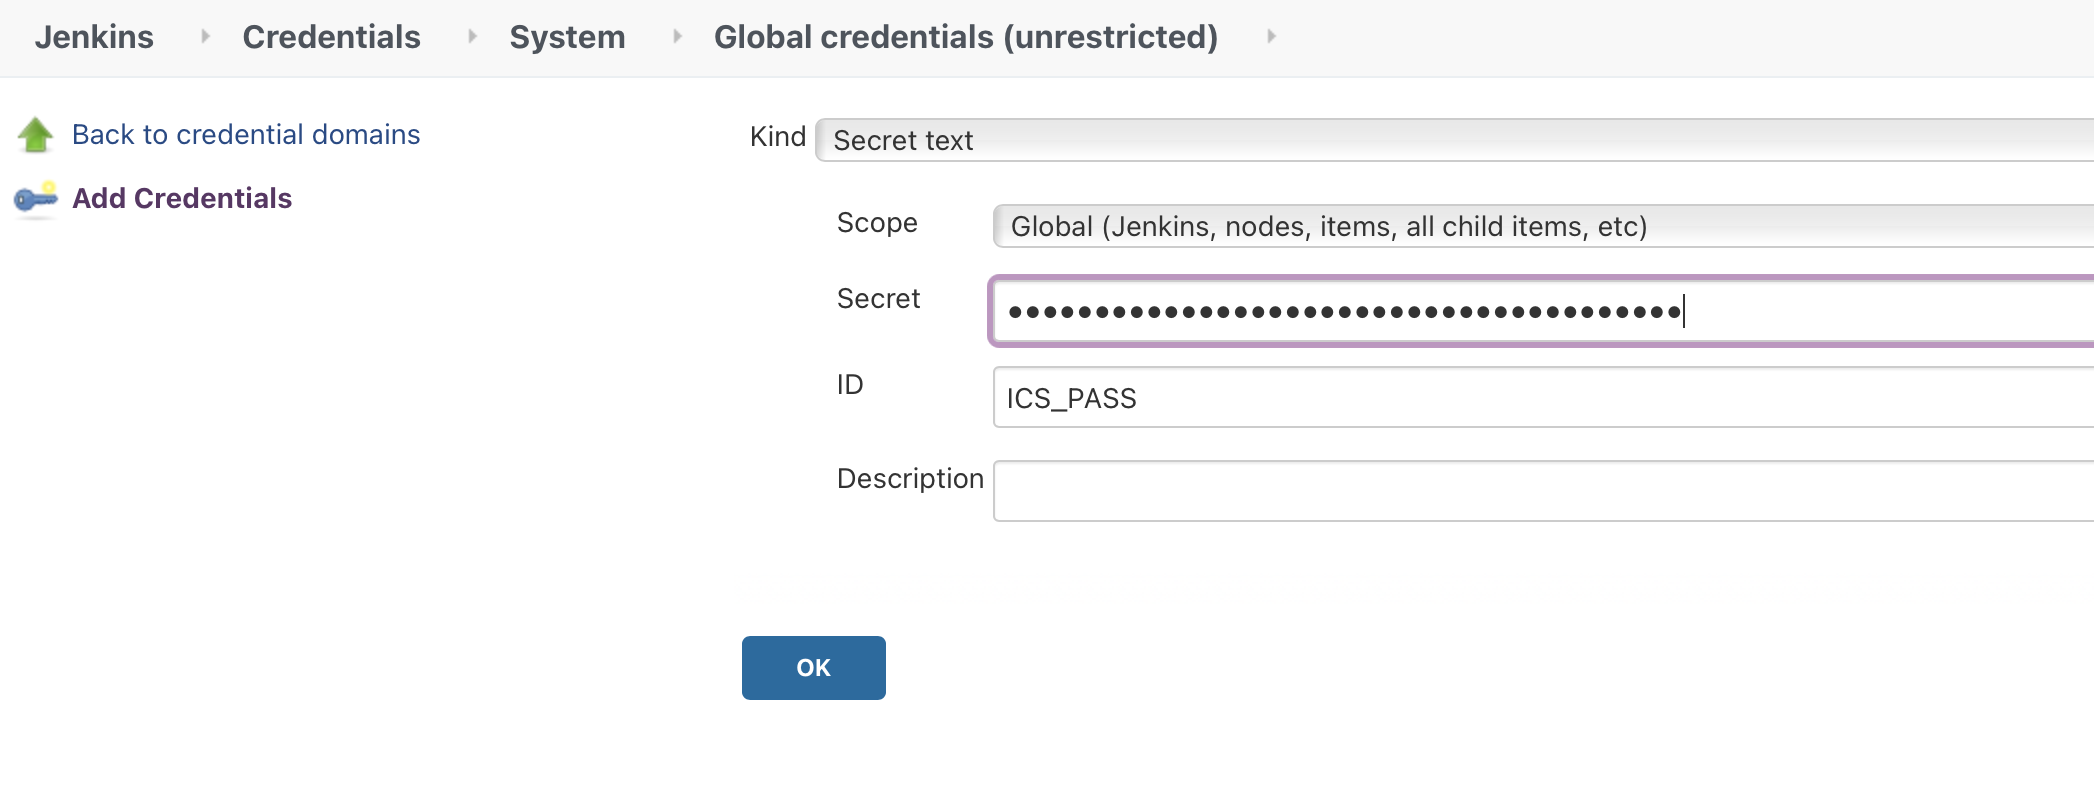 Jenkins Credentials System Global credentials (unrestricted)
Back to credential domains
Add Credentials
Kind Secret text
Scope Global (Jenkins, nodes, items, all child items, etc)
Secret •••••••••••••••••••••••••••••••••••••••
ID ICS_PASS
Description
OK